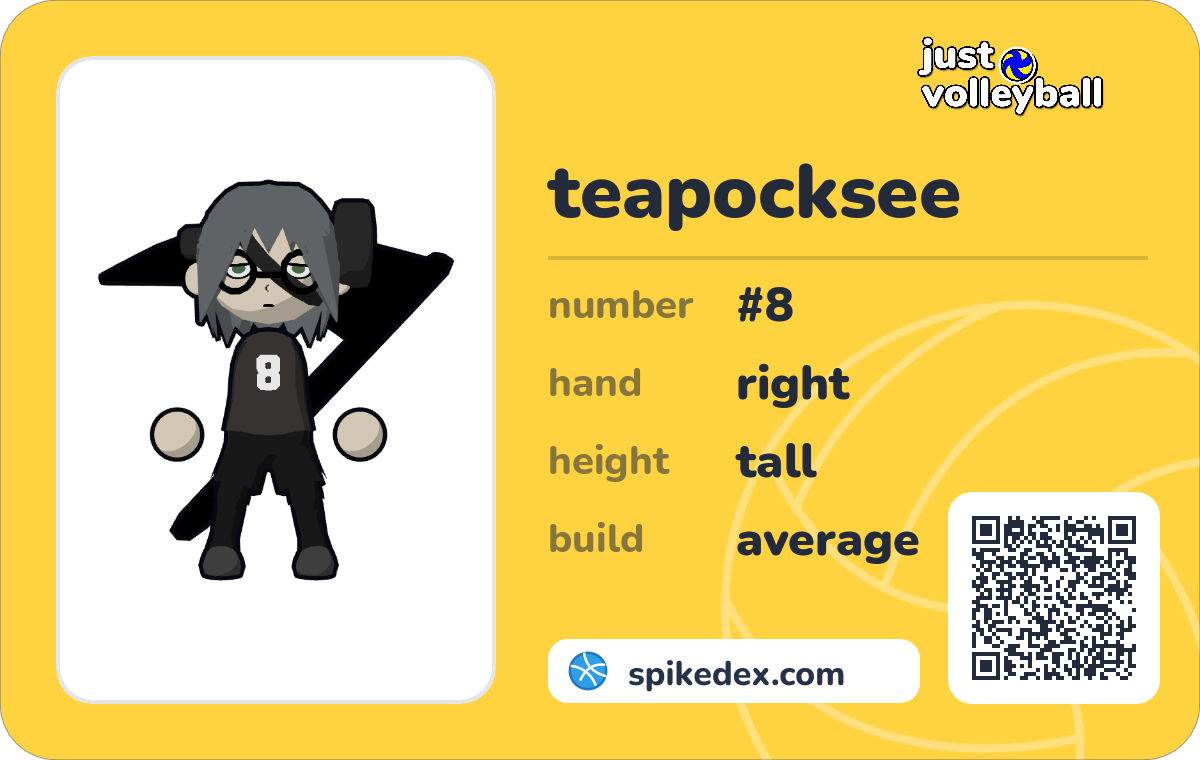 just
volleyball
teapocksee
number #8
hand right
height tall
build average
8
spikedex.com